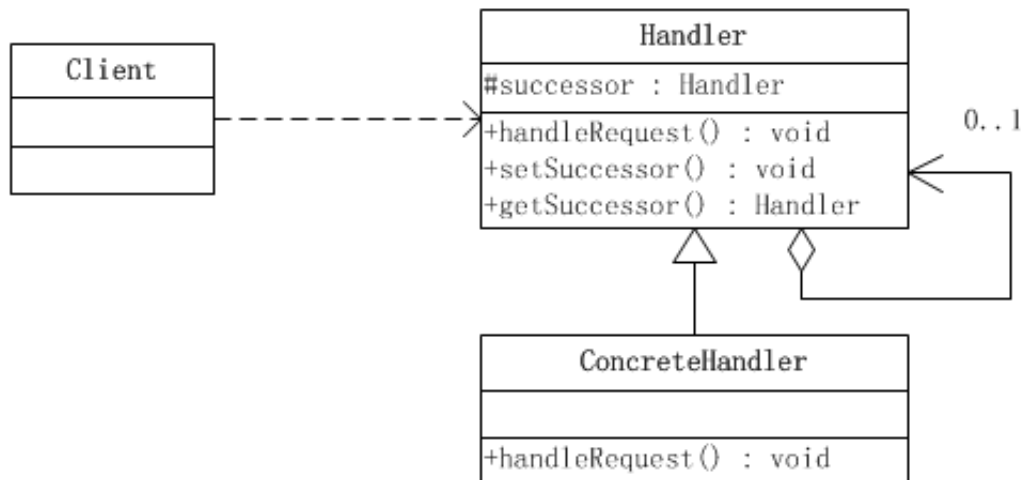 Client
Handler
#successor : Handler
+handleRequest() : void
+setSuccessor() : void
+getSuccessor() : Handler
0..1
ConcreteHandler
+handleRequest() : void